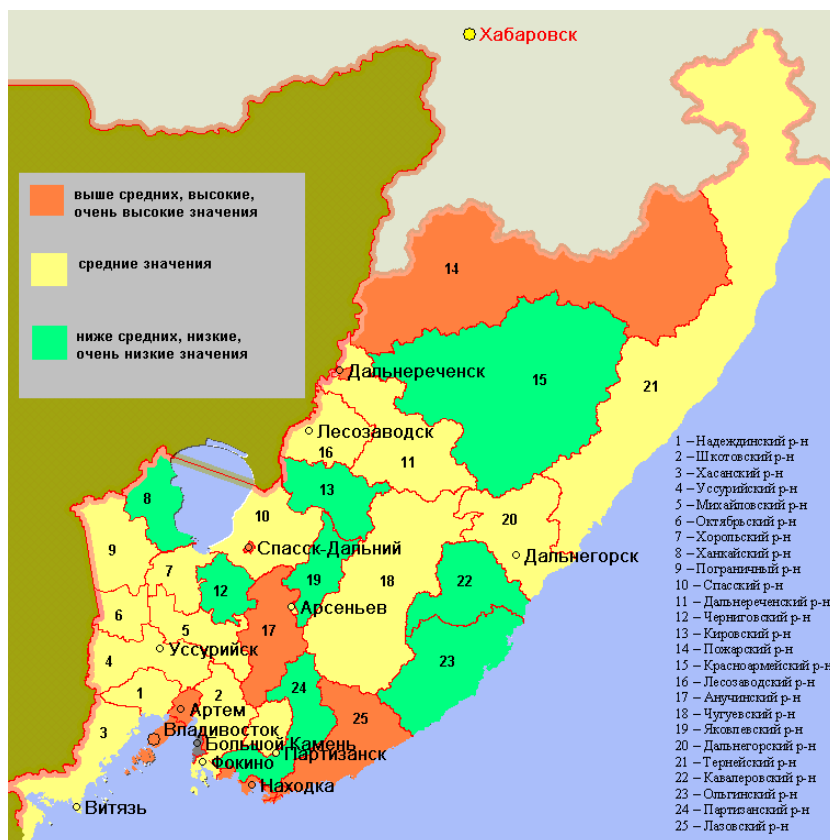 Хабаровск
выше средних, высокие,
очень высокие значения
средние значения
ниже средних, низкие,
очень низкие значения
14
15
21
Дальнереченск
Лесозаводск
16
11
13
8
10
9
Спасск-Дальний
20
Дальнегорск
7
12
19
18
22
6
5
Арсеньев
17
4
Уссурийск
23
24
1
2
Артем
25
3
Владивосток
Большой Камень
Партизанск
Фокино
Находка
Витязь
1 – Надеждинский р-н
2 – Шкотовский р-н
3 – Хасанский р-н
4 – Уссурийский р-н
5 – Михайловский р-н
6 – Октябрьский р-н
7 – Хорольский р-н
8 – Ханкайский р-н
9 – Пограничный р-н
10 – Спасский р-н
11 – Дальнереченский р-н
12 – Черниговский р-н
13 – Кировский р-н
14 – Пожарский р-н
15 – Красноармейский р-н
16 – Лесозаводский р-н
17 – Анучинский р-н
18 – Чугуевский р-н
19 – Яковлевский р-н
20 – Дальнегорский р-н
21 – Тернейский р-н
22 – Кавалеровский р-н
23 – Ольгинский р-н
24 – Партизанский р-н
25 – Лазовский р-н